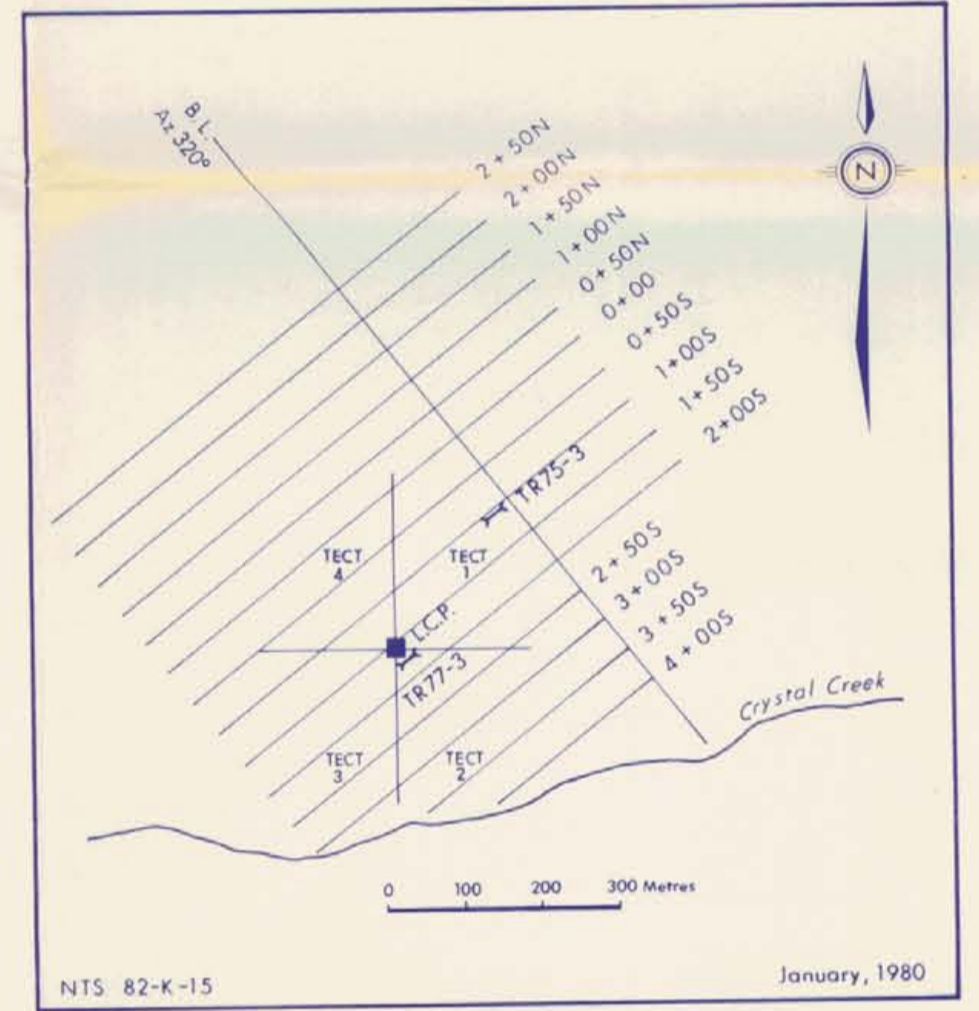 B. L.
Az 320°
N
2 + 50N
2 + 00N
1 + 50N
1 + 00N
0 + 50N
0 + 00
0 + 50S
1 + 00S
1 + 50S
2 + 00S
TR75-3
TECT
4
TECT
1
2 + 50S
3 + 00S
3 + 50S
4 + 00S
L.C.P.
TR77-3
TECT
3
TECT
2
Crystal Creek
0 100 200 300 Metres
NTS 82-K-15
January, 1980